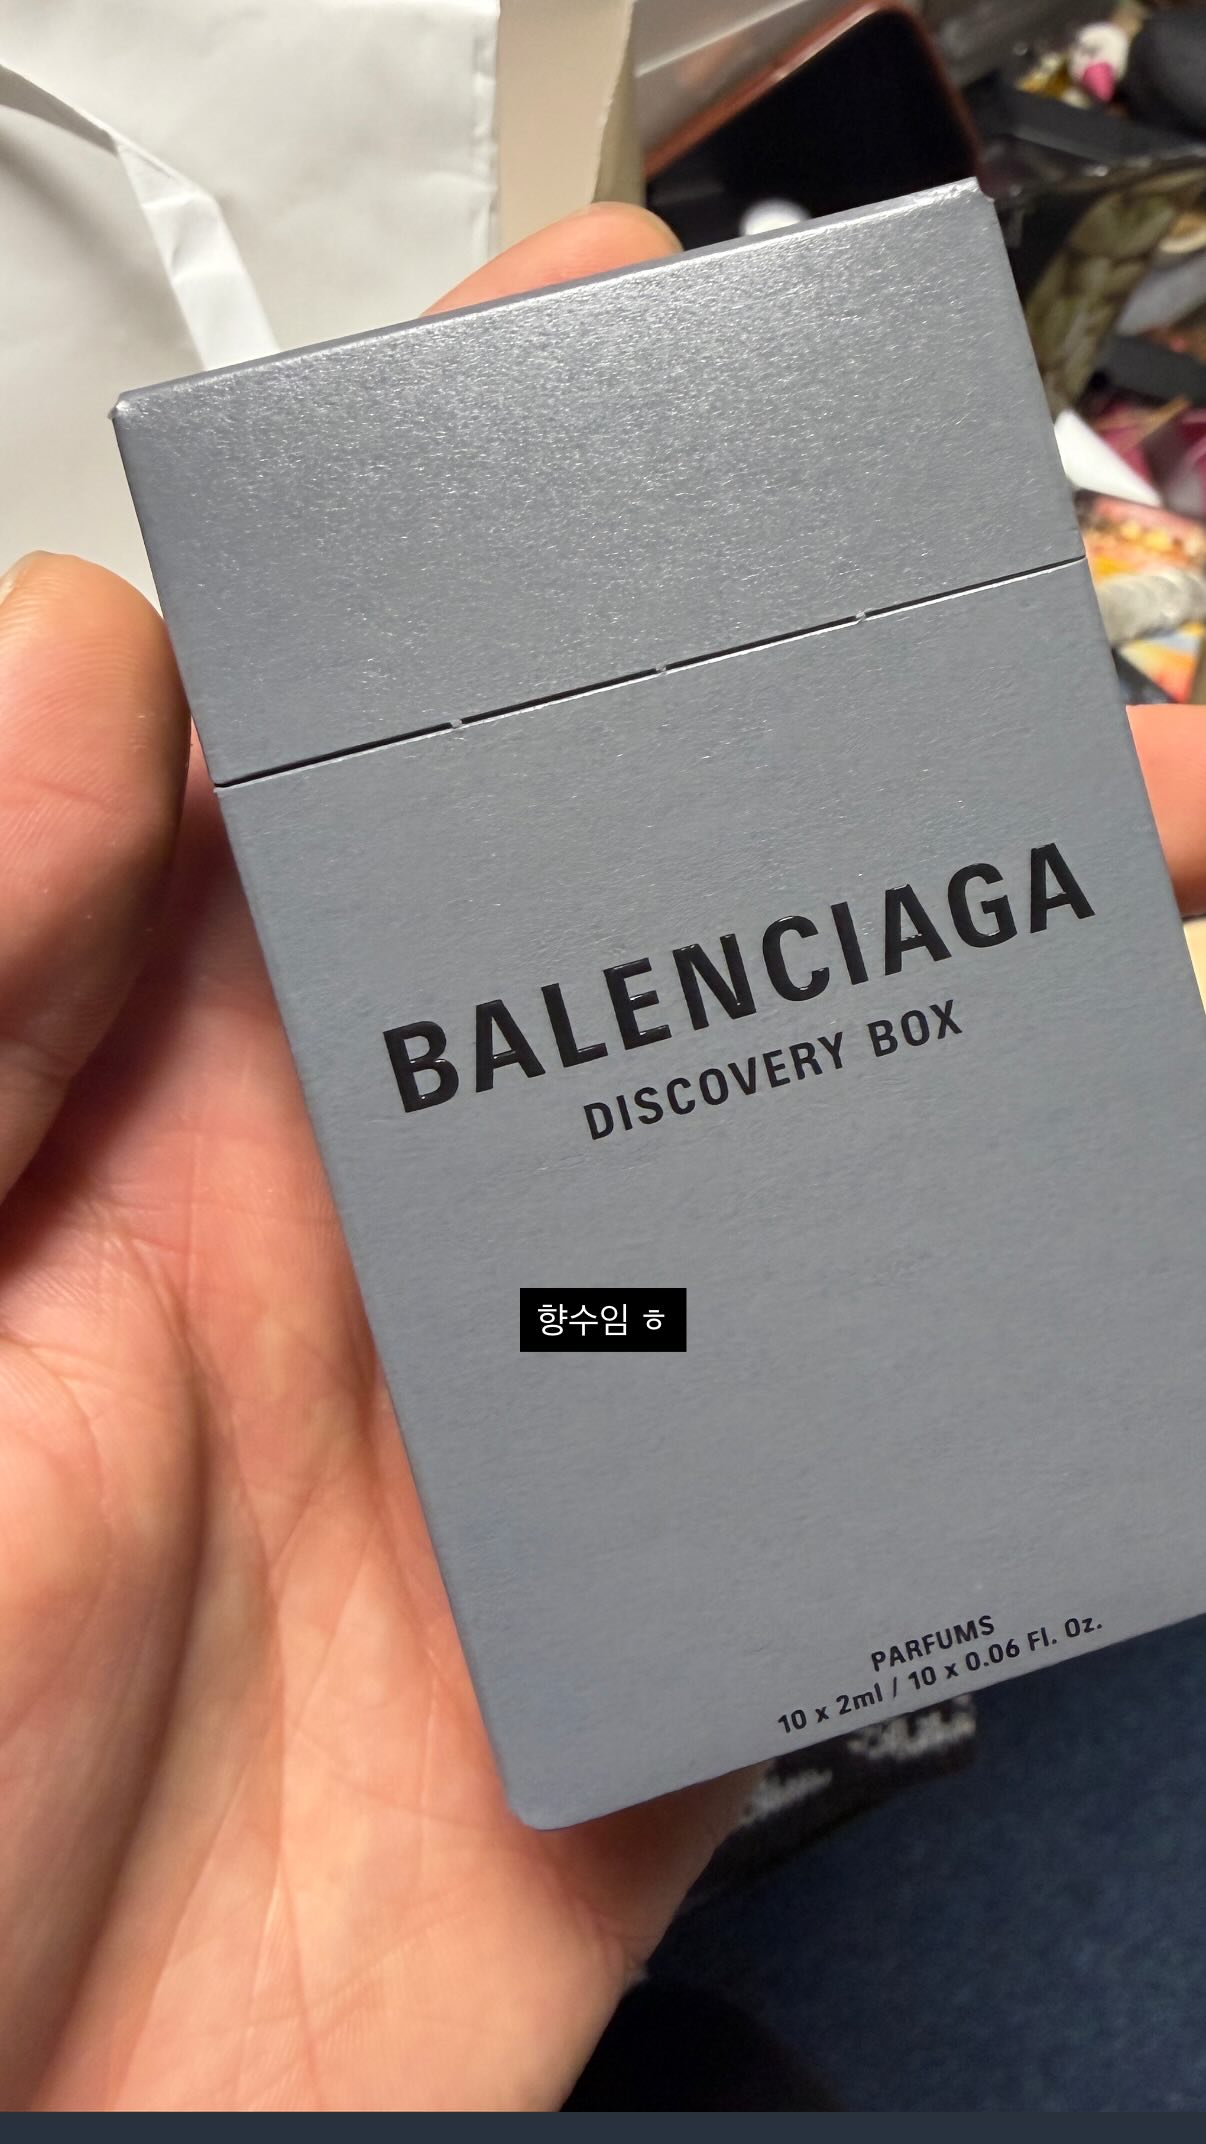 BALENCIAGA
DISCOVERY BOX
향수임 ㅎ
PARFUMS
10 x 2ml / 10 x 0.06 Fl. Oz.